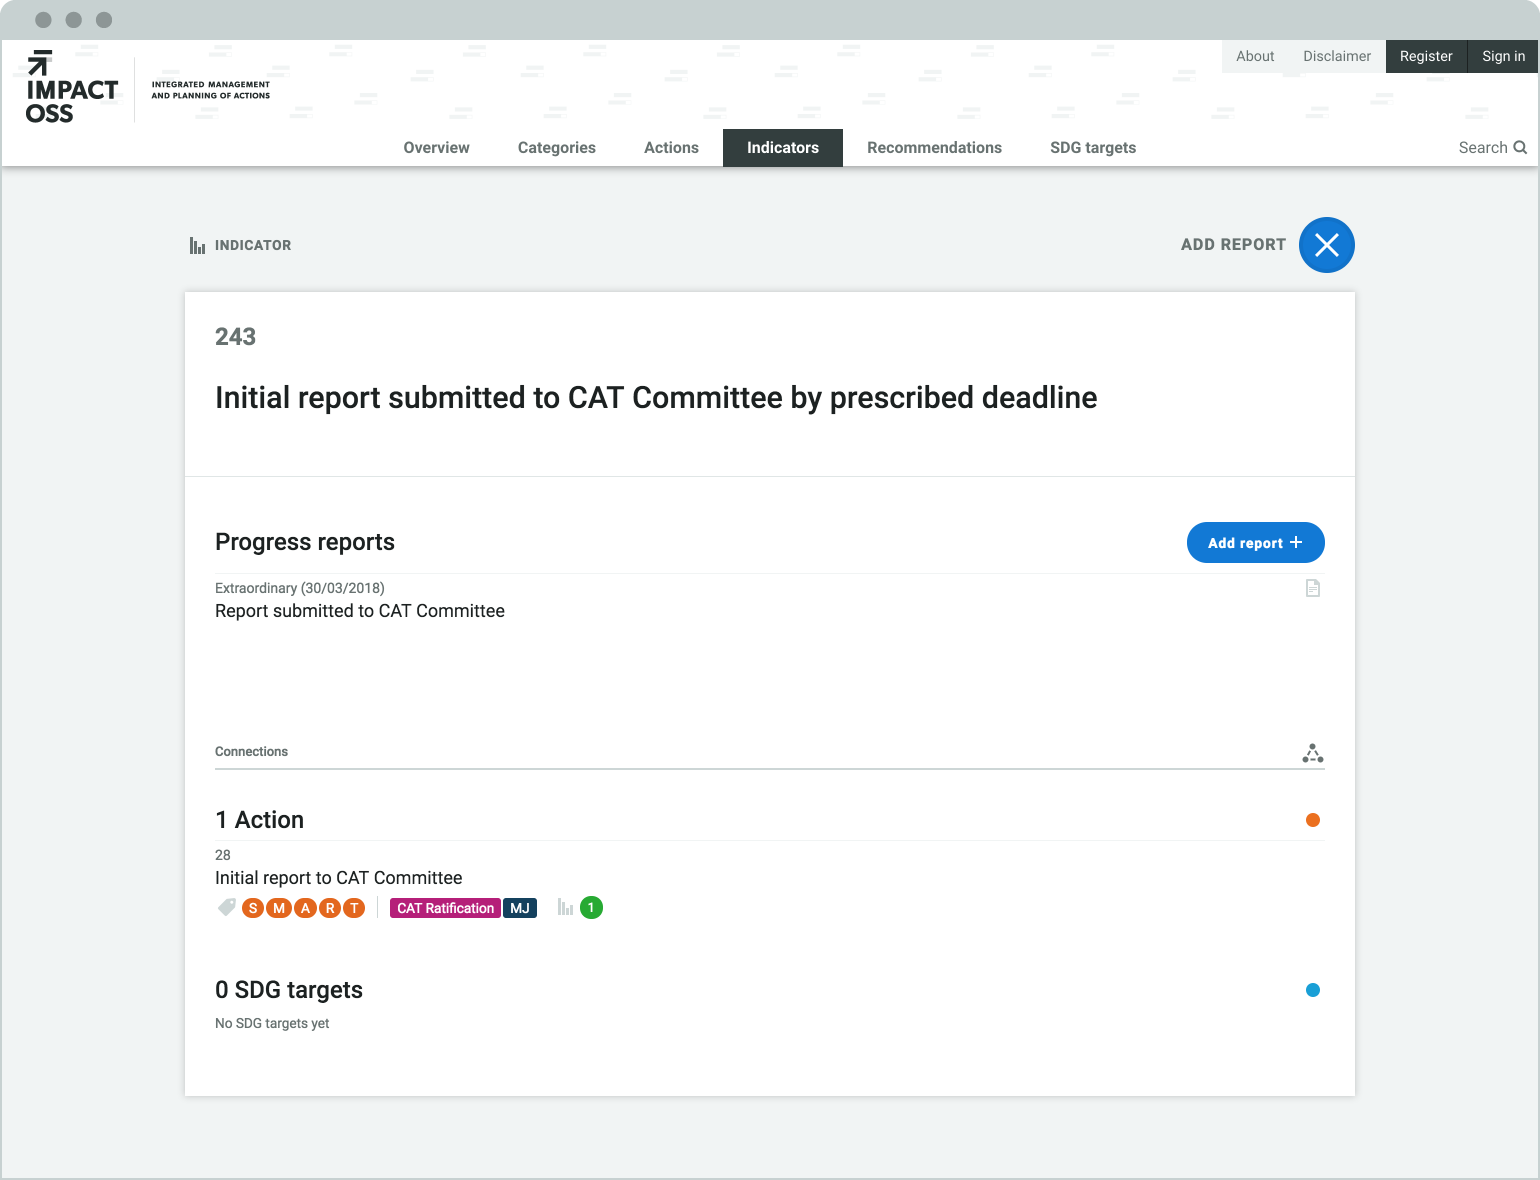 IMPACT
OSS
INTEGRATED MANAGEMENT
AND PLANNING OF ACTIONS
About Disclaimer Register Sign in
Overview Categories Actions Indicators Recommendations SDG targets Search
INDICATOR
ADD REPORT
243
Initial report submitted to CAT Committee by prescribed deadline
Progress reports
Add report +
Extraordinary (30/03/2018)
Report submitted to CAT Committee
Connections
1 Action
28
Initial report to CAT Committee
S M A R T CAT Ratification MJ 1
0 SDG targets
No SDG targets yet